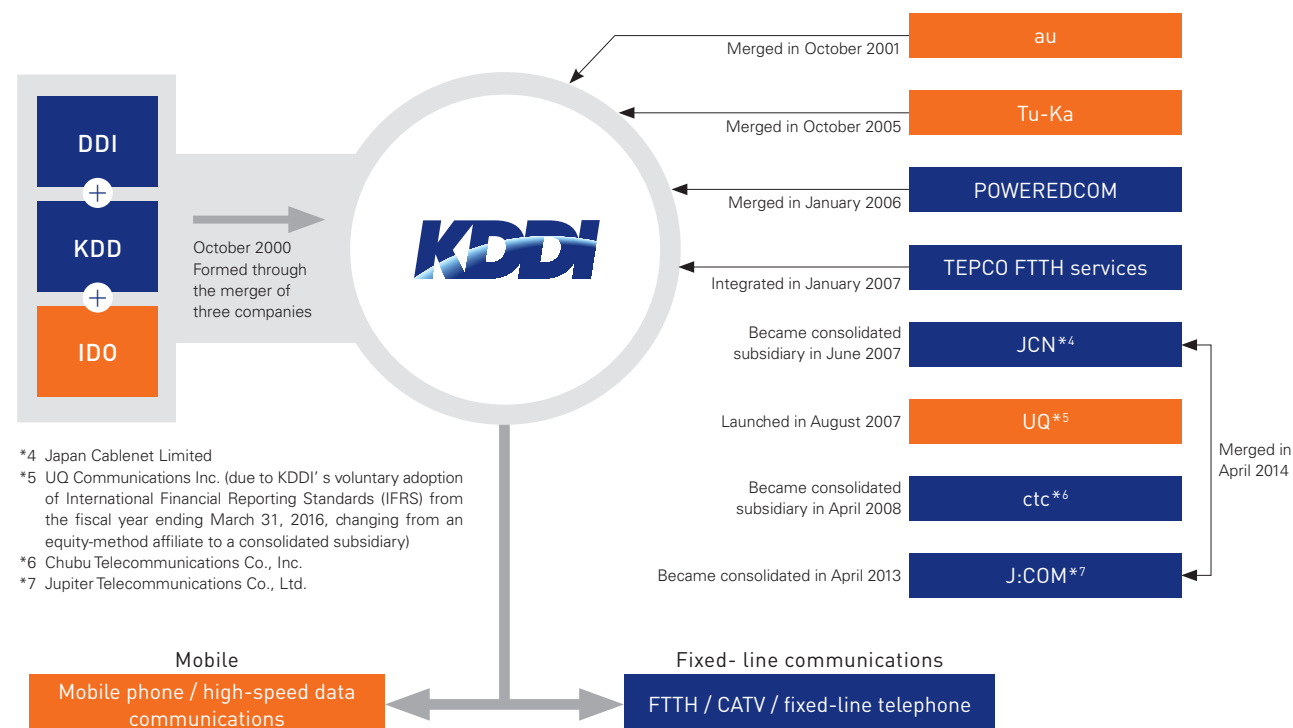 DDI
+
KDD
+
IDO
October 2000
Formed through
the merger of
three companies
KDDI
Merged in October 2001
au
Merged in October 2005
Tu-Ka
Merged in January 2006
POWEREDCOM
Integrated in January 2007
TEPCO FTTH services
Became consolidated
subsidiary in June 2007
JCN*4
Launched in August 2007
UQ*5
Became consolidated
subsidiary in April 2008
ctc*6
Became consolidated in April 2013
J:COM*7
Merged in
April 2014
*4 Japan Cablenet Limited
*5 UQ Communications Inc. (due to KDDI' s voluntary adoption
of International Financial Reporting Standards (IFRS) from
the fiscal year ending March 31, 2016, changing from an
equity-method affiliate to a consolidated subsidiary)
*6 Chubu Telecommunications Co., Inc.
*7 Jupiter Telecommunications Co., Ltd.
Mobile
Mobile phone / high-speed data
communications
Fixed- line communications
FTTH / CATV / fixed-line telephone